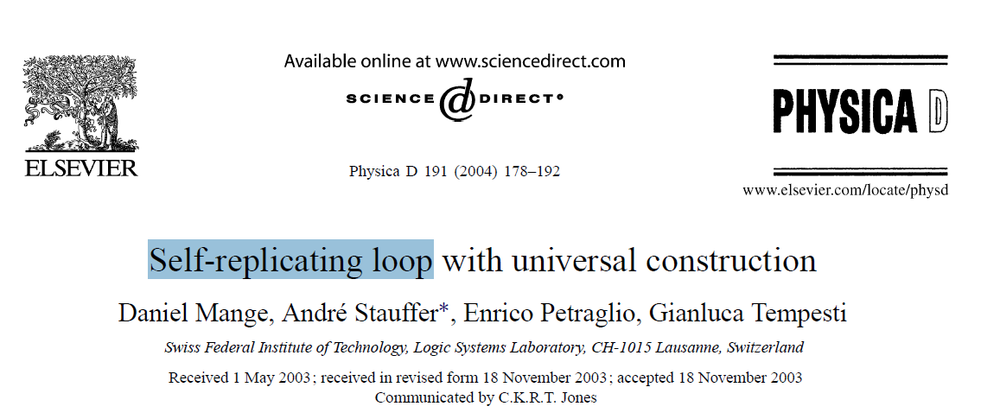 Available online at www.sciencedirect.com
SCIENCE @ DIRECT®
PHYSICA D
ELSEVIER
Physica D 191 (2004) 178–192
www.elsevier.com/locate/physd
Self-replicating loop with universal construction
Daniel Mange, André Stauffer*, Enrico Petraglio, Gianluca Tempesti
Swiss Federal Institute of Technology, Logic Systems Laboratory, CH-1015 Lausanne, Switzerland
Received 1 May 2003; received in revised form 18 November 2003; accepted 18 November 2003
Communicated by C.K.R.T. Jones